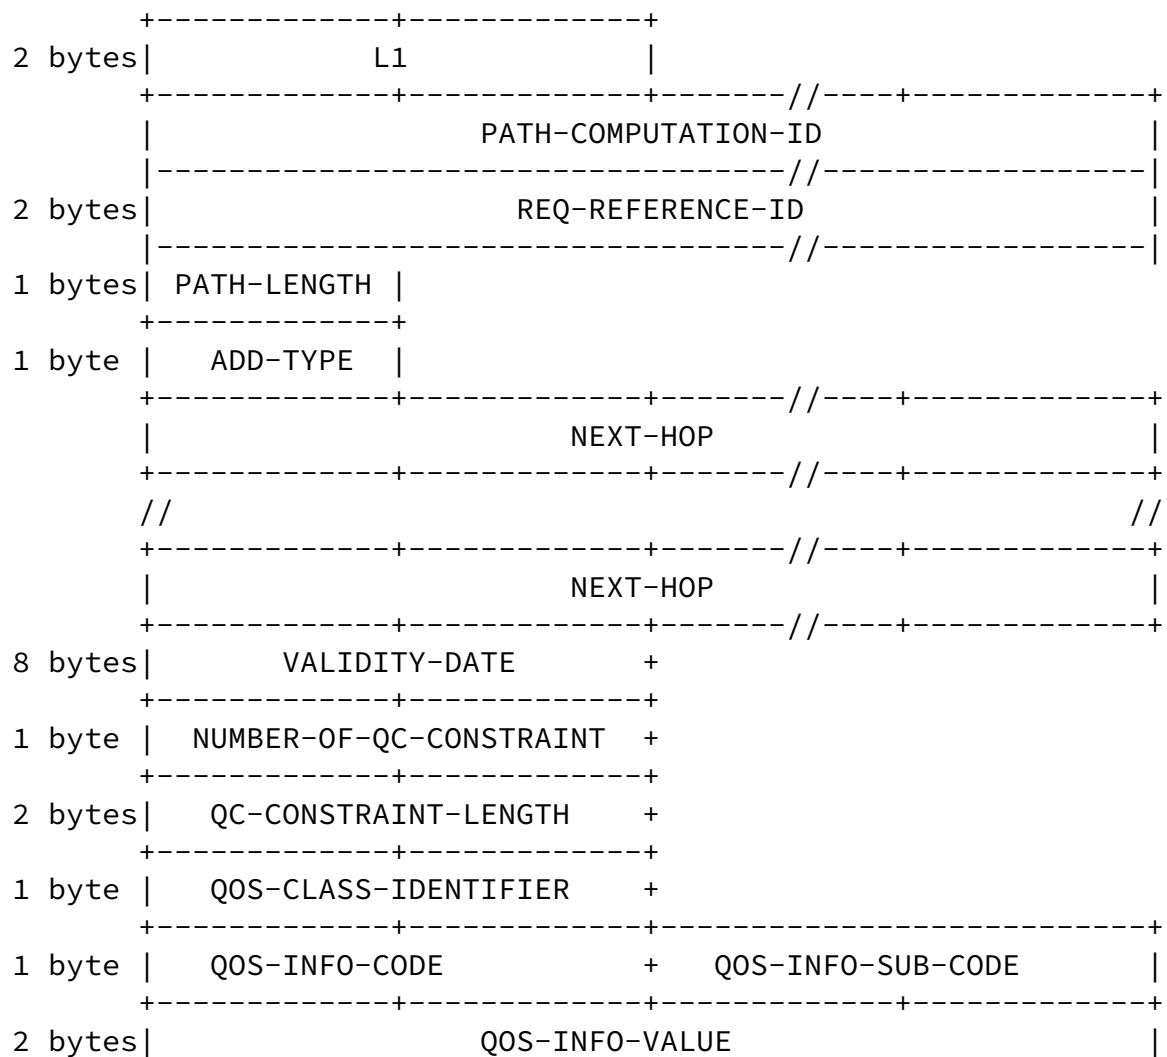 +-------------+-------------+
2 bytes|            L1             |
       +-------------+-------------+-------//----+-------------+
       |                  PATH-COMPUTATION-ID                  |
       |-----------------------------------//------------------|
2 bytes|                    REQ-REFERENCE-ID                   |
       |-----------------------------------//------------------|
1 bytes| PATH-LENGTH |
       +-------------+
1 byte |   ADD-TYPE  |
       +-------------+-------------+-------//----+-------------+
       |                       NEXT-HOP                        |
       +-------------+-------------+-------//----+-------------+
       //                                                     //
       +-------------+-------------+-------//----+-------------+
       |                       NEXT-HOP                        |
       +-------------+-------------+-------//----+-------------+
8 bytes|       VALIDITY-DATE       +
       +-------------+-------------+
1 byte |  NUMBER-OF-QC-CONSTRAINT  +
       +-------------+-------------+
2 bytes|   QC-CONSTRAINT-LENGTH    +
       +-------------+-------------+
1 byte |   QOS-CLASS-IDENTIFIER    +
       +-------------+-------------+---------------------------+
1 byte |   QOS-INFO-CODE           +   QOS-INFO-SUB-CODE       |
       +-------------+-------------+-------------+-------------+
2 bytes|                  QOS-INFO-VALUE                       |